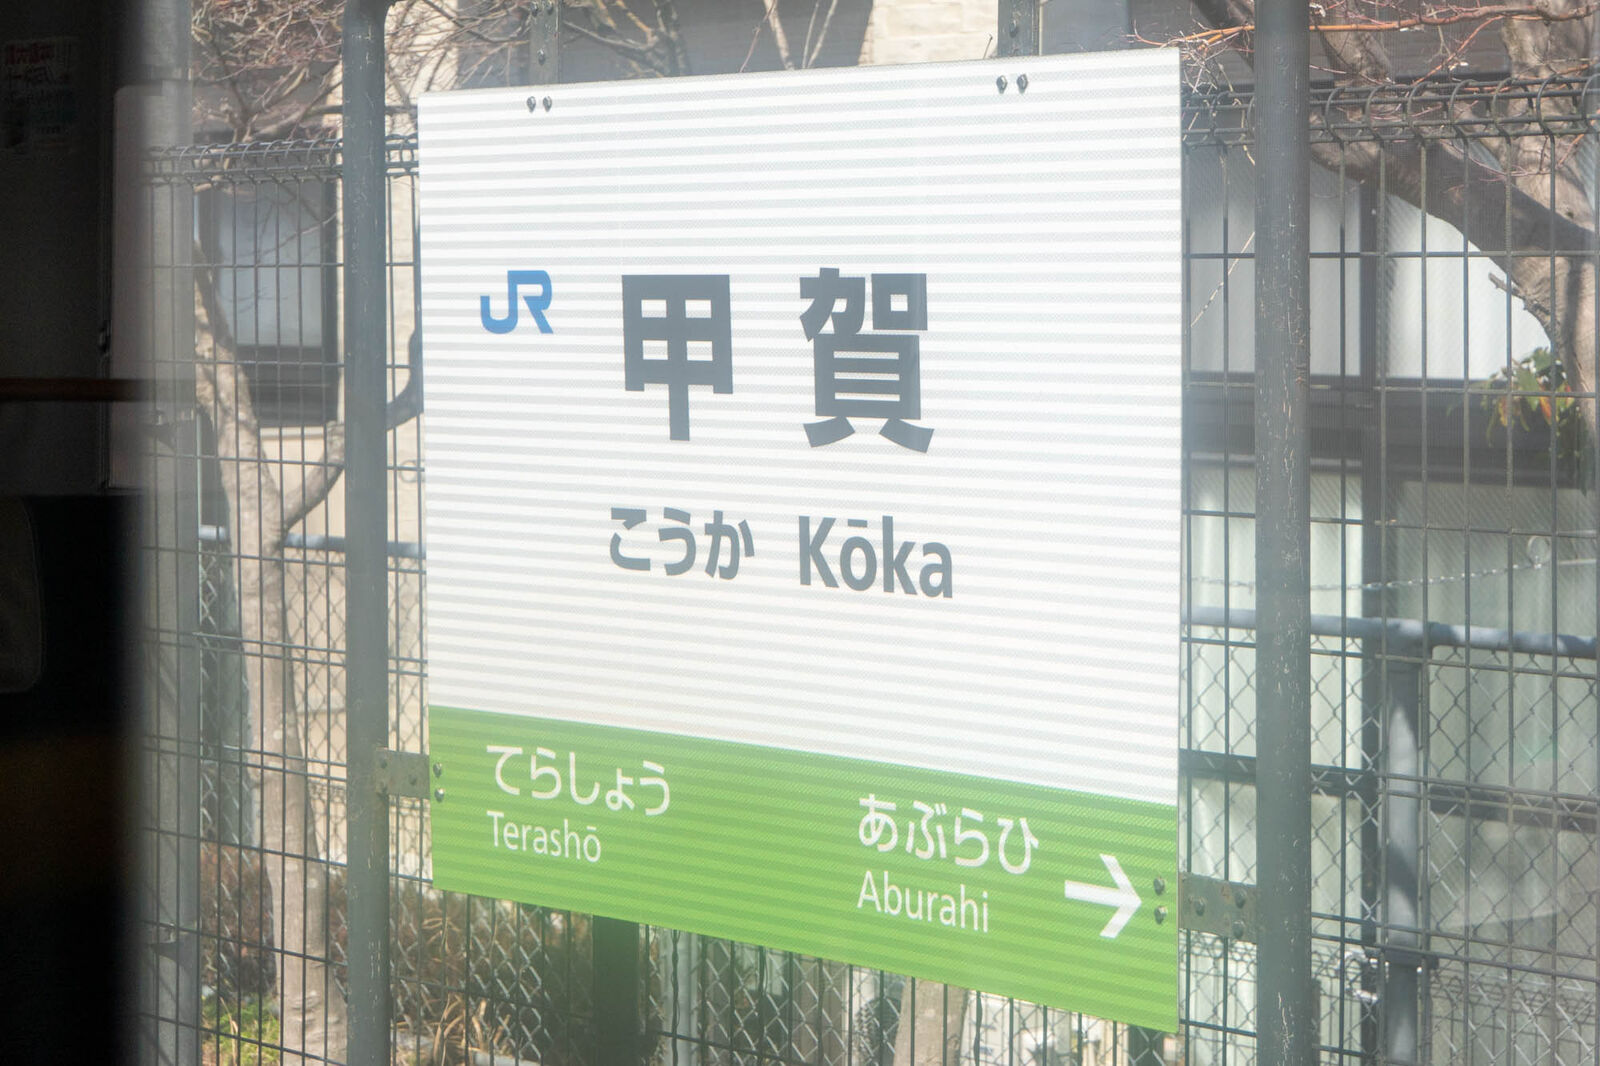 JR 甲賀
こうか Kōka
てらしょう
Terashō
あぶらひ →
Aburahi